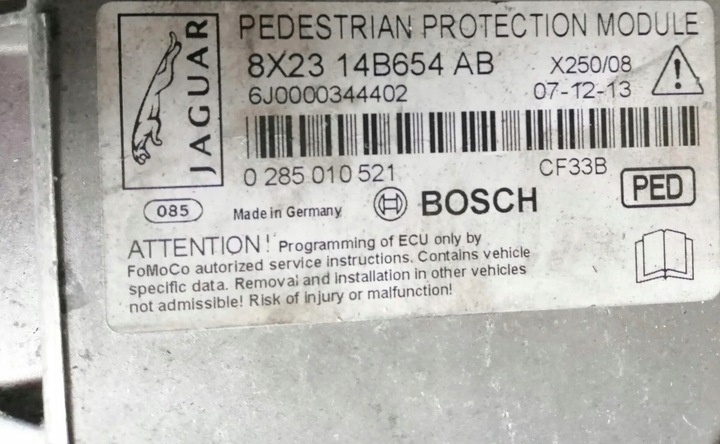 JAGUAR
PEDESTRIAN PROTECTION MODULE
8X23 14B654 AB X250/08
6J0000344402 07-12-13
0 285 010 521 CF33B
085 Made in Germany BOSCH PED
ATTENTION! Programming of ECU only by
FoMoCo autorized service instructions. Contains vehicle
specific data. Removal and installation in other vehicles
not admissible! Risk of injury or malfunction!